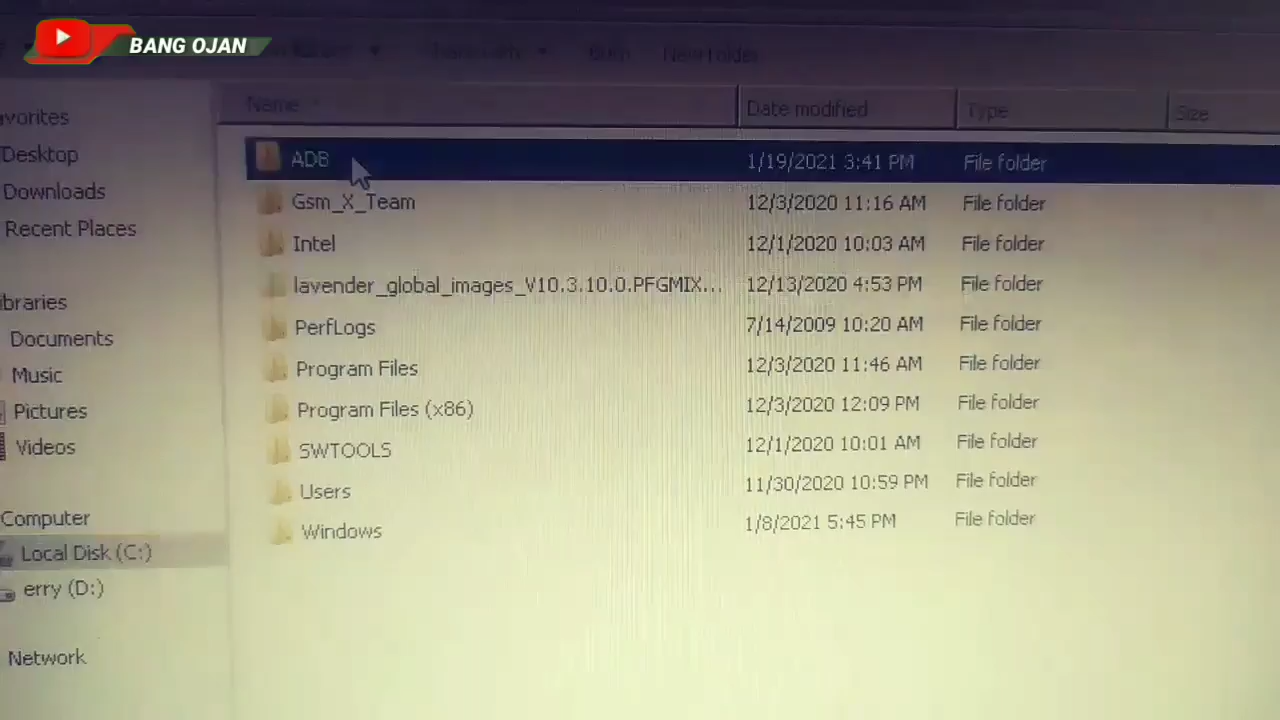 BANG OJAN
New folder
Name
Date modified
Type
Size
avorites
Desktop
Downloads
Recent Places
ibraries
Documents
Music
Pictures
Videos
Computer
Local Disk (C:)
erry (D:)
Network
ADB 1/19/2021 3:41 PM File folder
Gsm_X_Team 12/3/2020 11:16 AM File folder
Intel 12/1/2020 10:03 AM File folder
lavender_global_images_V10.3.10.0.PFGMIX... 12/13/2020 4:53 PM File folder
PerfLogs 7/14/2009 10:20 AM File folder
Program Files 12/3/2020 11:46 AM File folder
Program Files (x86) 12/3/2020 12:09 PM File folder
SWTOOLS 12/1/2020 10:01 AM File folder
Users 11/30/2020 10:59 PM File folder
Windows 1/8/2021 5:45 PM File folder